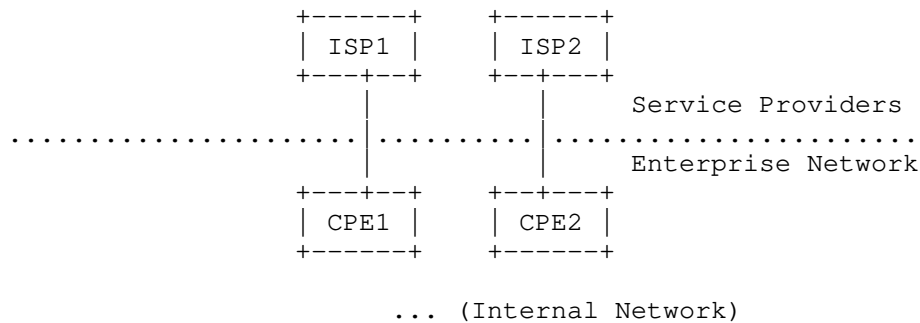 ISP1 ISP2
Service Providers
Enterprise Network
CPE1 CPE2
... (Internal Network)